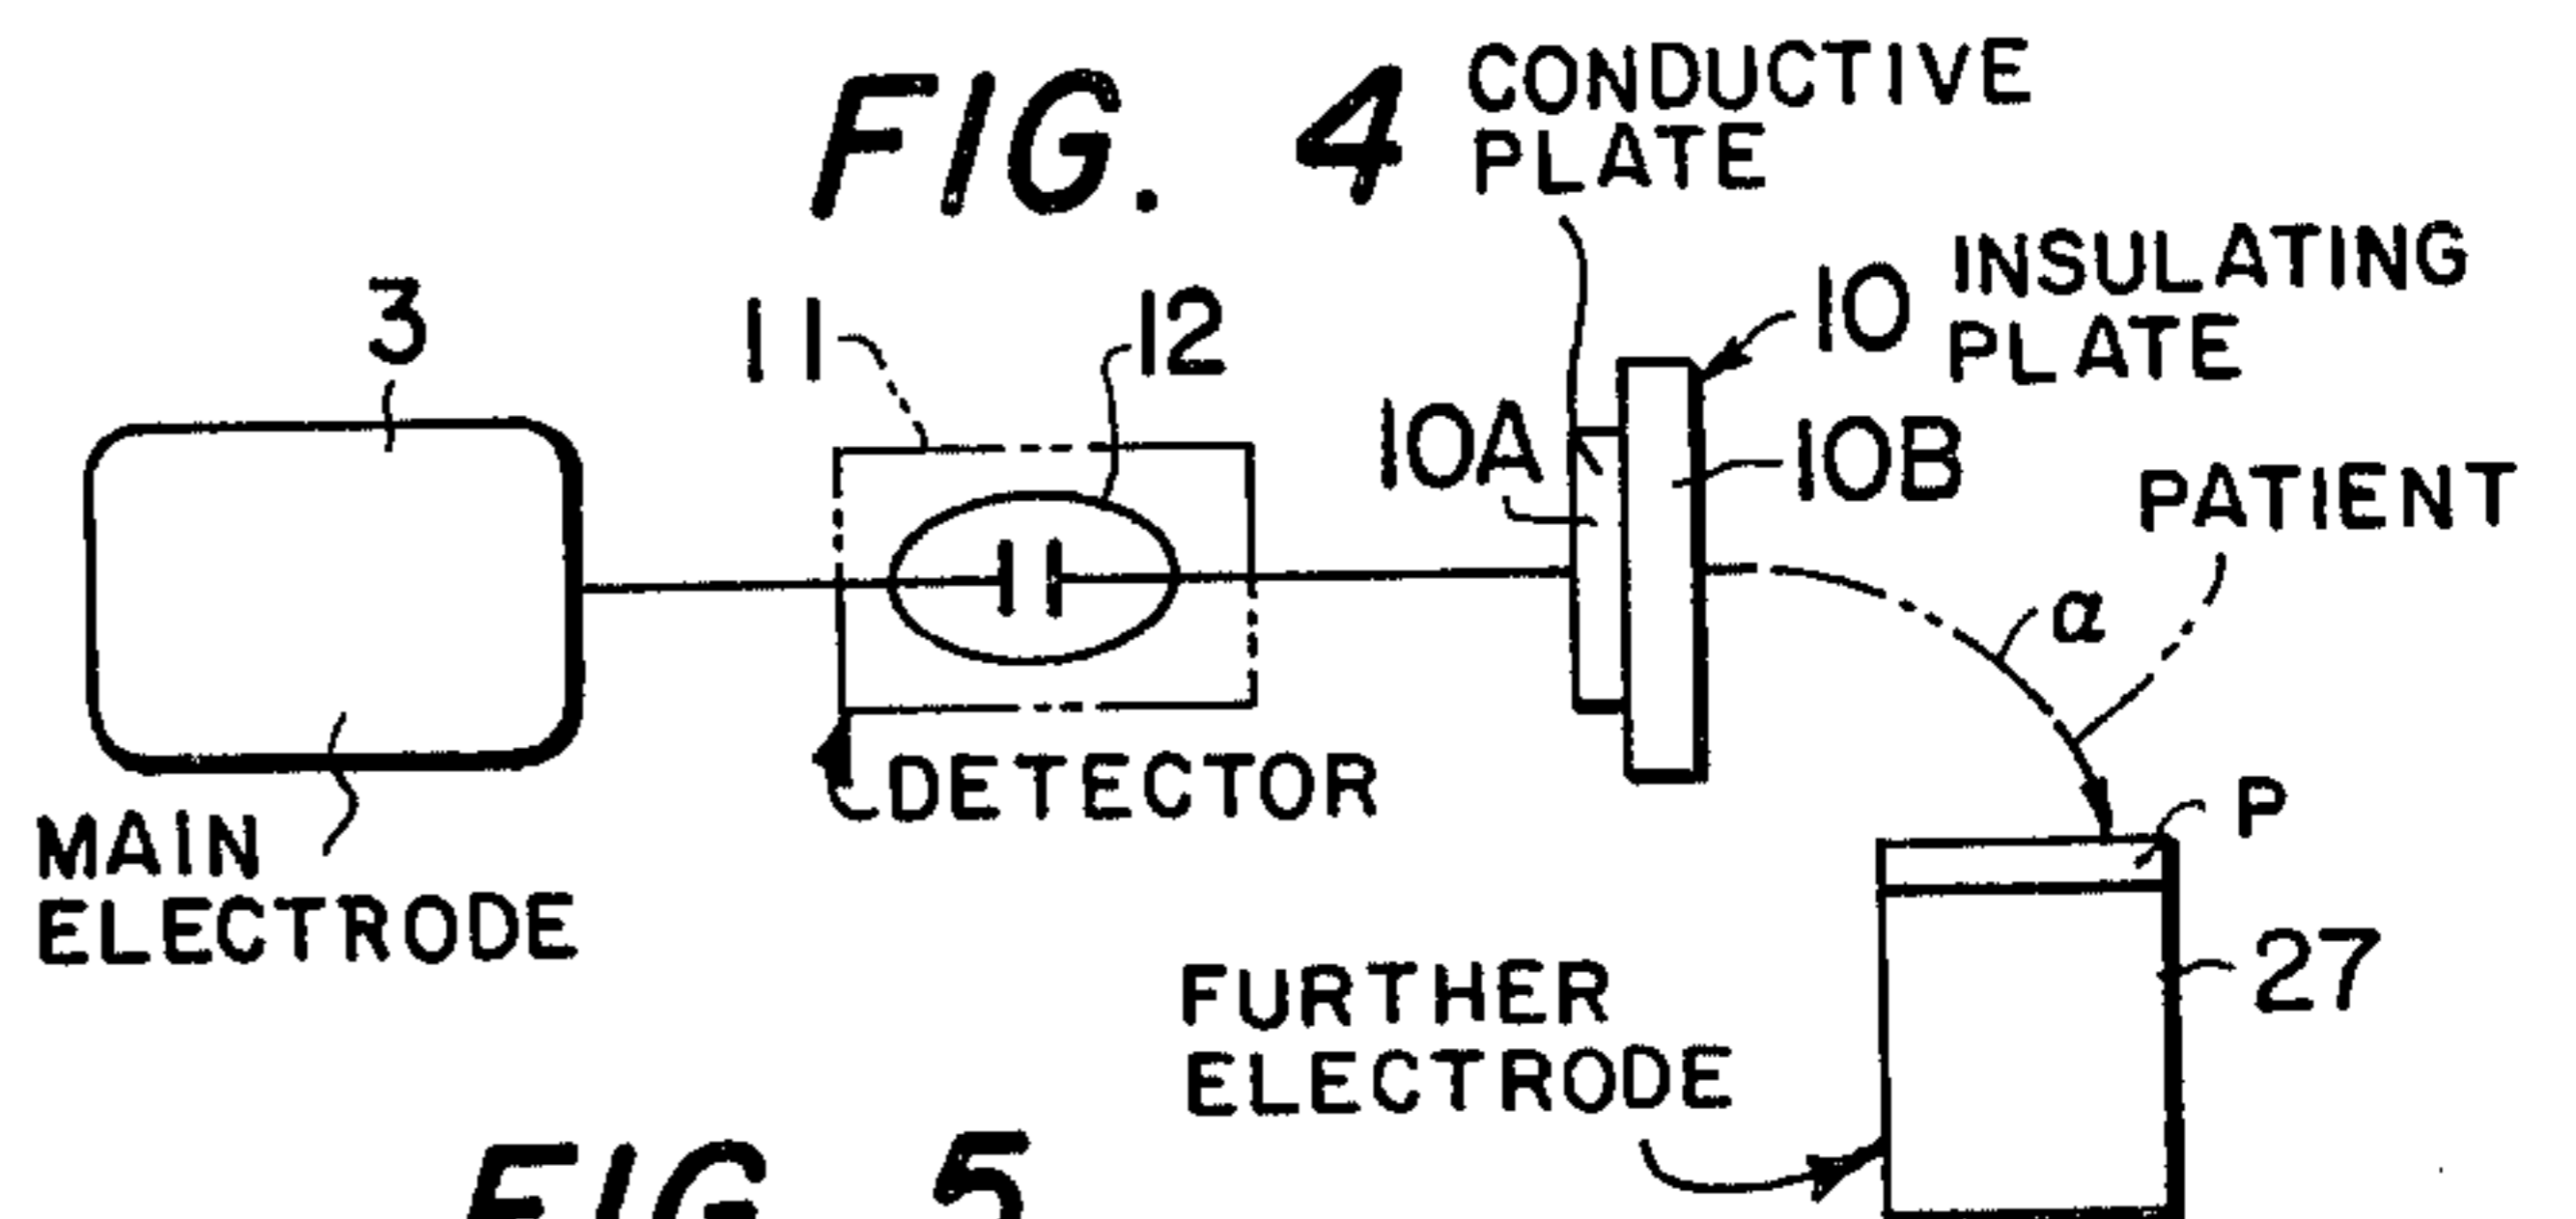 FIG. 4
CONDUCTIVE
PLATE
3
11
12
10
INSULATING
PLATE
10A
10B
PATIENT
α
DETECTOR
P
MAIN
ELECTRODE
27
FURTHER
ELECTRODE
FIG. 5